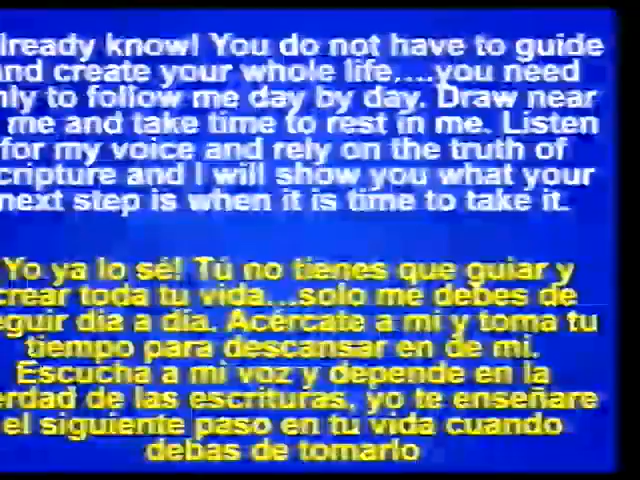 lready know! You do not have to guide
nd create your whole life,...you need
nly to follow me day by day. Draw near
me and take time to rest in me. Listen
for my voice and rely on the truth of
cripture and I will show you what your
next step is when it is time to take it.
Yo ya lo sé! Tú no tienes que guiar y
crear toda tu vida...solo me debes de
eguir dia a dia. Acércate a mi y toma tu
tiempo para descansar en de mi.
Escucha a mi voz y depende en la
erdad de las escrituras, yo te enseñare
el siguiente paso en tu vida cuando
debas de tomarlo